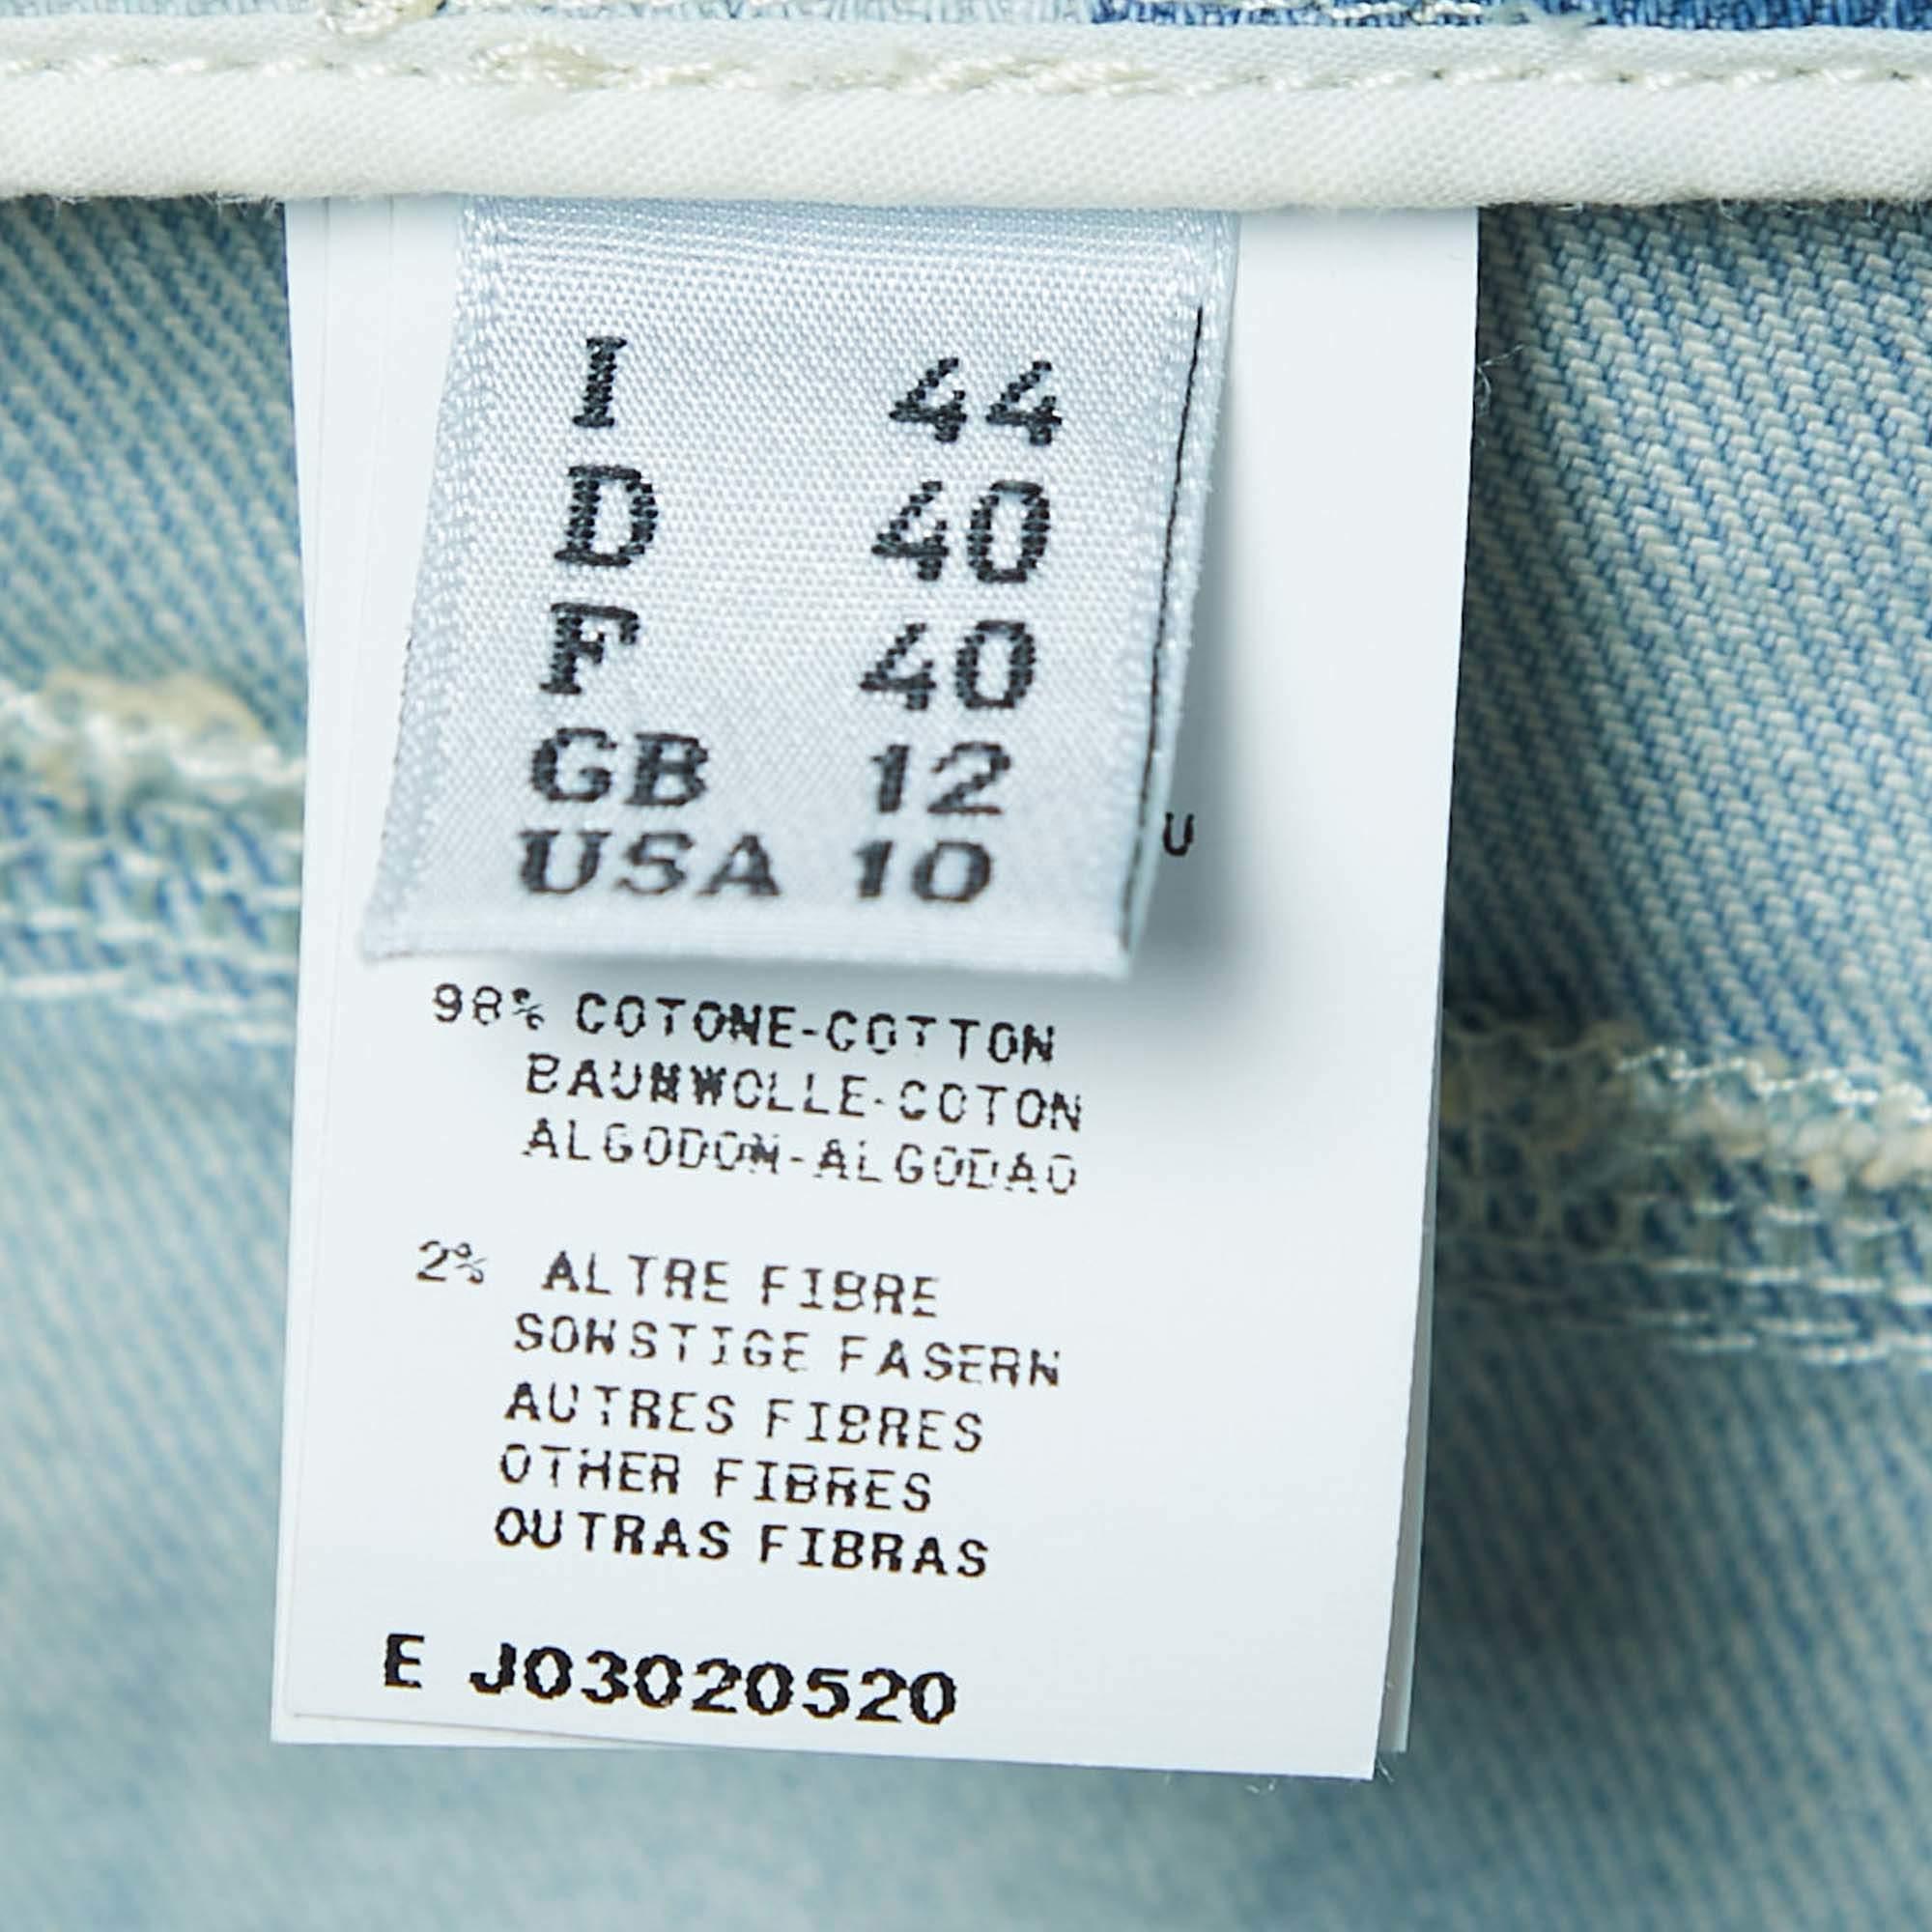 I 44
D 40
F 40
GB 12
USA 10
U
98% COTONE-COTTON
BAUMWOLLE-COTON
ALGODON-ALGODAO
2% ALTRE FIBRE
SONSTIGE FASERN
AUTRES FIBRES
OTHER FIBRES
OUTRAS FIBRAS
E J03020520